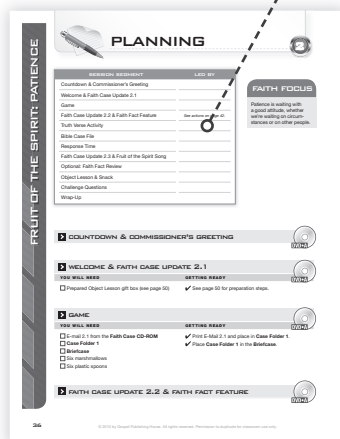 FRUIT OF THE SPIRIT: PATIENCE
PLANNING
2
SESSION SEGMENT LED BY
Countdown & Commissioner's Greeting
Welcome & Faith Case Update 2.1
Game
Faith Case Update 2.2 & Faith Fact Feature
Truth Verse Activity
Bible Case File
Response Time
Faith Case Update 2.3 & Fruit of the Spirit Song
Optional: Faith Fact Review
Object Lesson & Snack
Challenge Questions
Wrap-Up
FAITH FOCUS
Patience is waiting with
a good attitude, whether
we're waiting on circum-
stances or on other people.
COUNTDOWN & COMMISSIONER'S GREETING
DVD•A
WELCOME & FAITH CASE UPDATE 2.1
DVD•A
YOU WILL NEED GETTING READY
Prepared Object Lesson gift box (see page 50) ✔ See page 50 for preparation steps.
GAME
DVD•A
YOU WILL NEED GETTING READY
E-mail 2.1 from the Faith Case CD-ROM ✔ Print E-Mail 2.1 and place in Case Folder 1.
Case Folder 1 ✔ Place Case Folder 1 in the Briefcase.
Briefcase
Six marshmallows
Six plastic spoons
FAITH CASE UPDATE 2.2 & FAITH FACT FEATURE
DVD•A
36